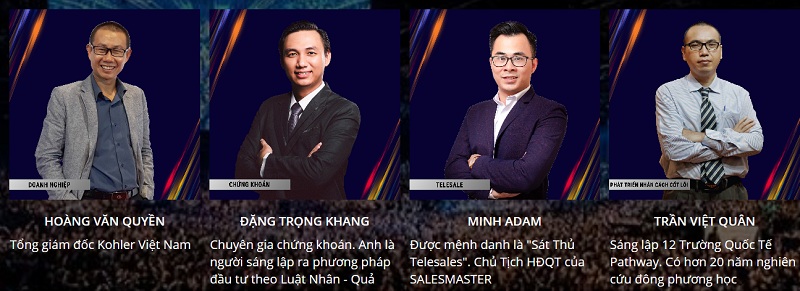 DOANH NGHIỆP
HOÀNG VĂN QUYỀN
Tổng giám đốc Kohler Việt Nam
CHỨNG KHOÁN
ĐẶNG TRỌNG KHANG
Chuyên gia chứng khoán. Anh là
người sáng lập ra phương pháp
đầu tư theo Luật Nhân - Quả
TELESALE
MINH ADAM
Được mệnh danh là "Sát Thủ
Telesales". Chủ Tịch HĐQT của
SALESMASTER
PHÁT TRIỂN NHÂN CÁCH CỐT LÕI
TRẦN VIỆT QUÂN
Sáng lập 12 Trường Quốc Tế
Pathway. Có hơn 20 năm nghiên
cứu đông phương học